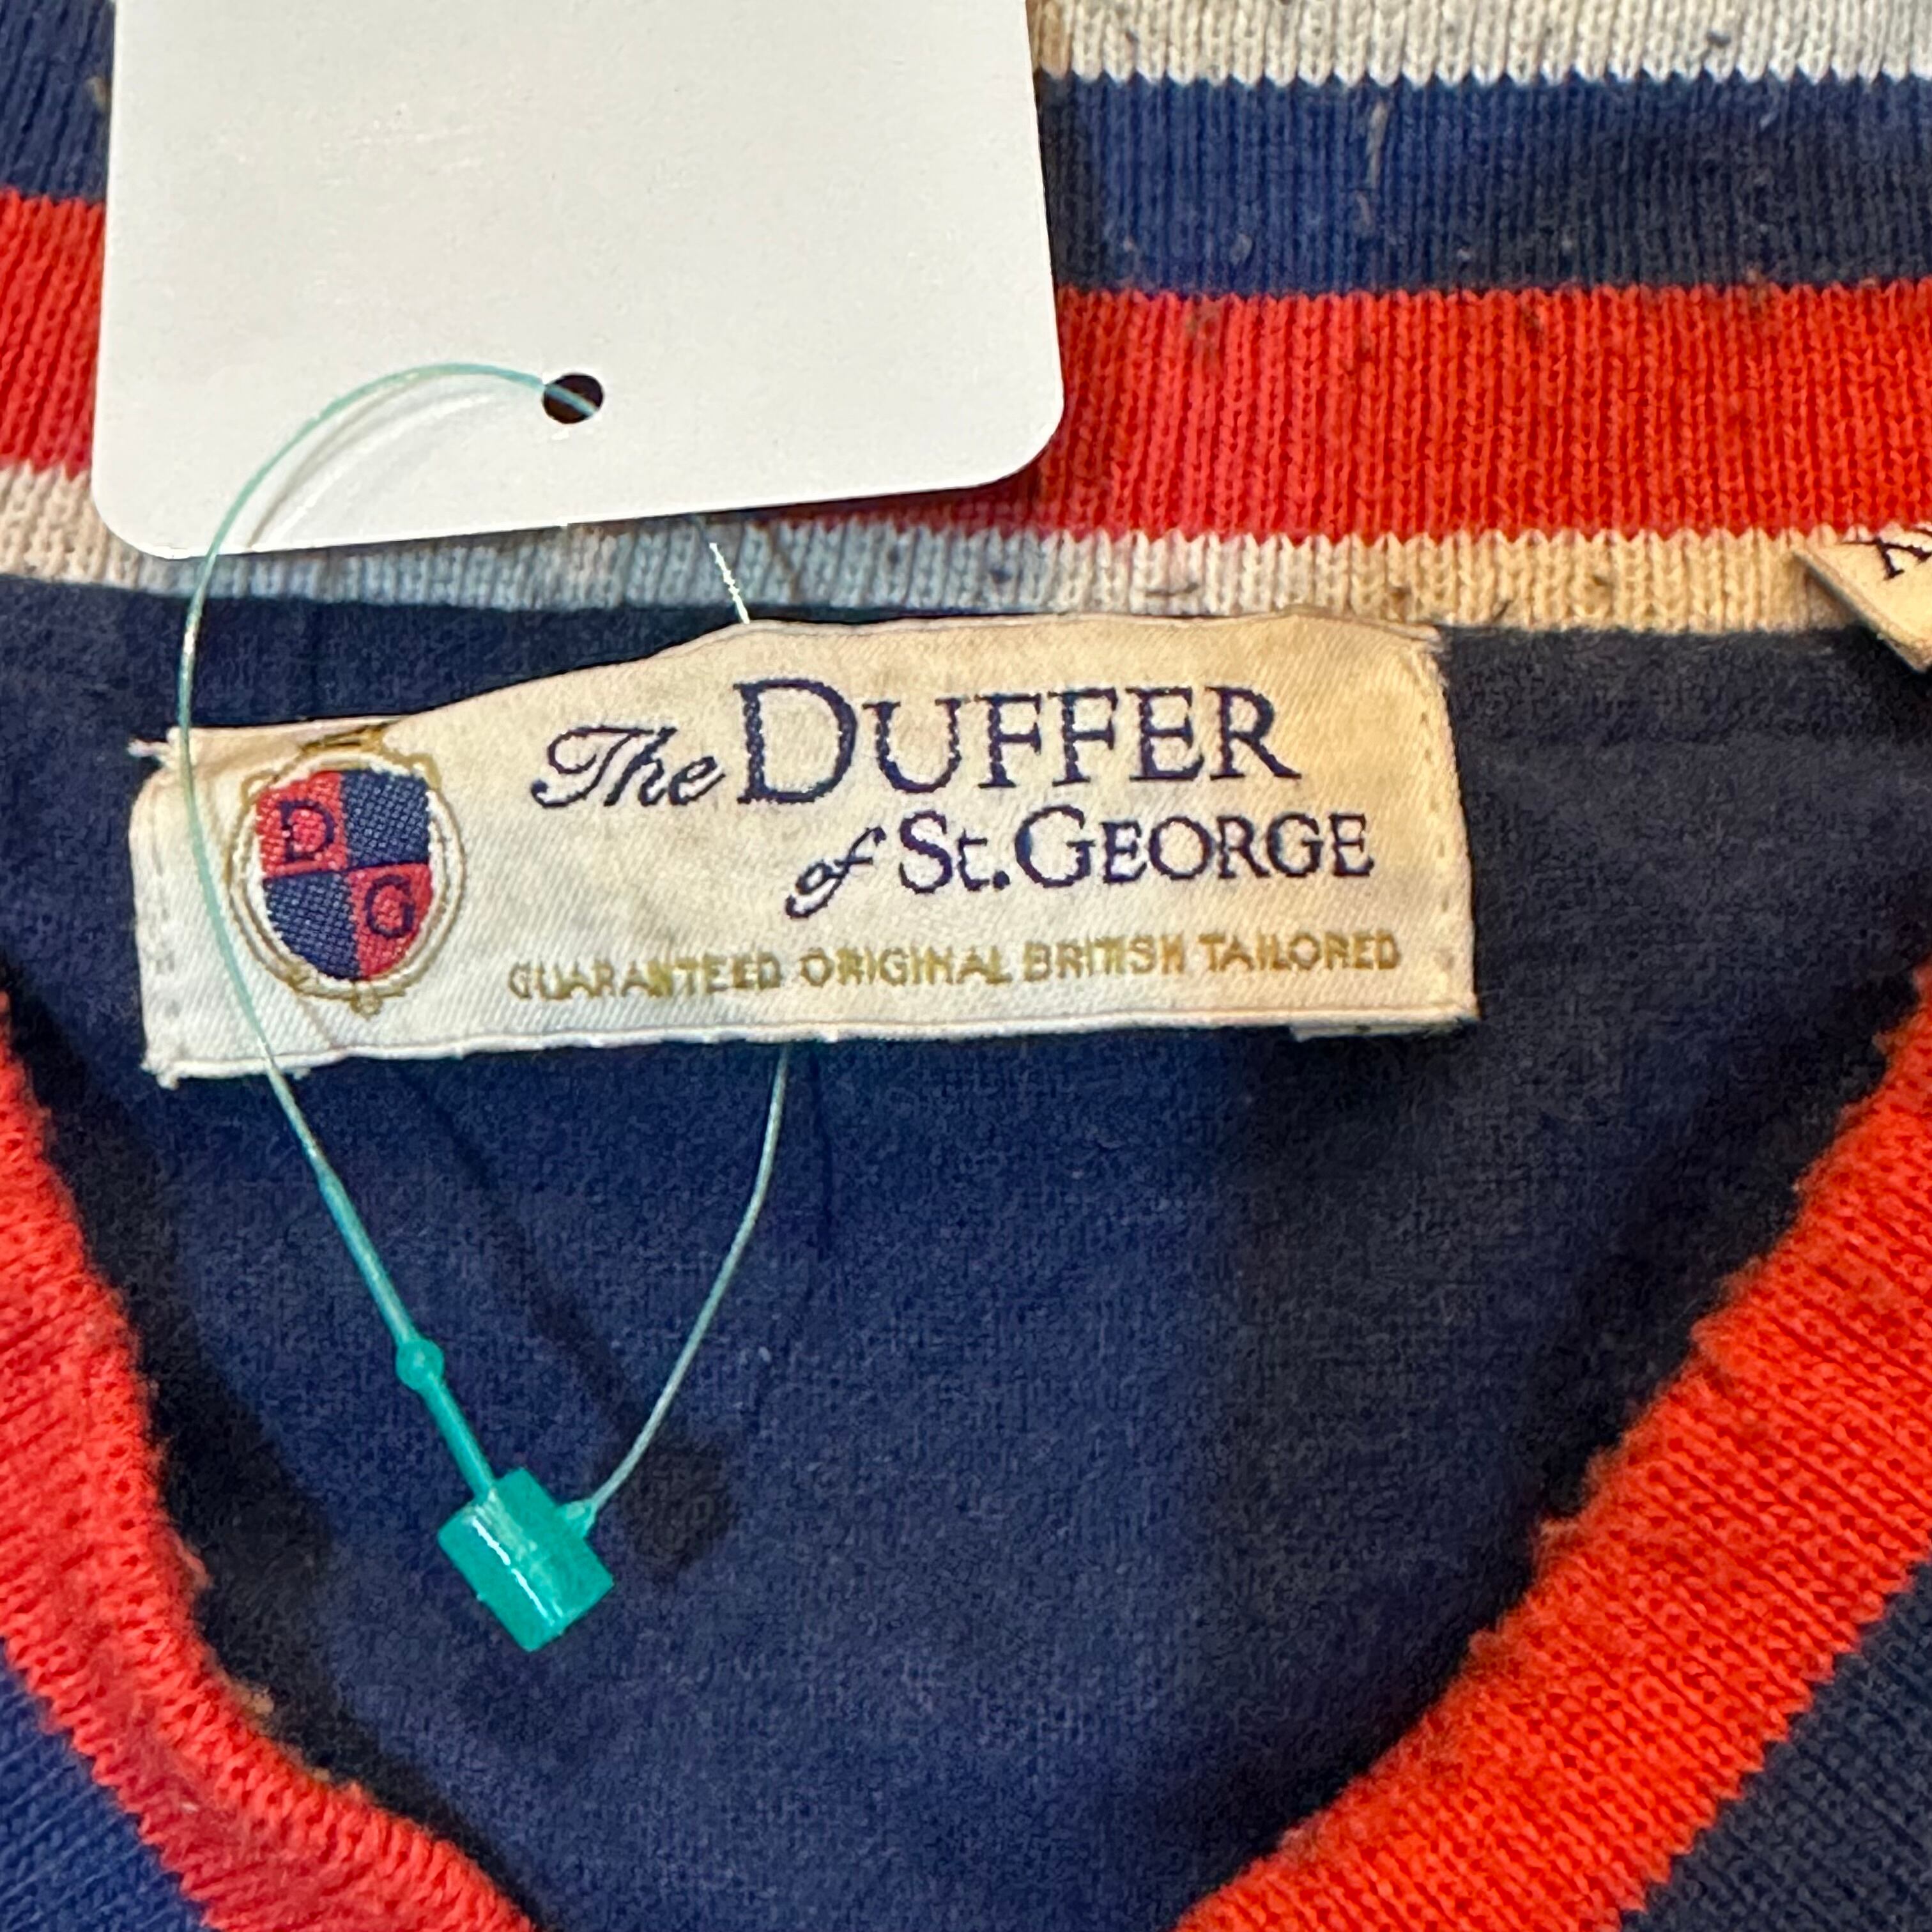 The DUFFER
of St. GEORGE
GUARANTEED ORIGINAL BRITISH TAILORED
D
G